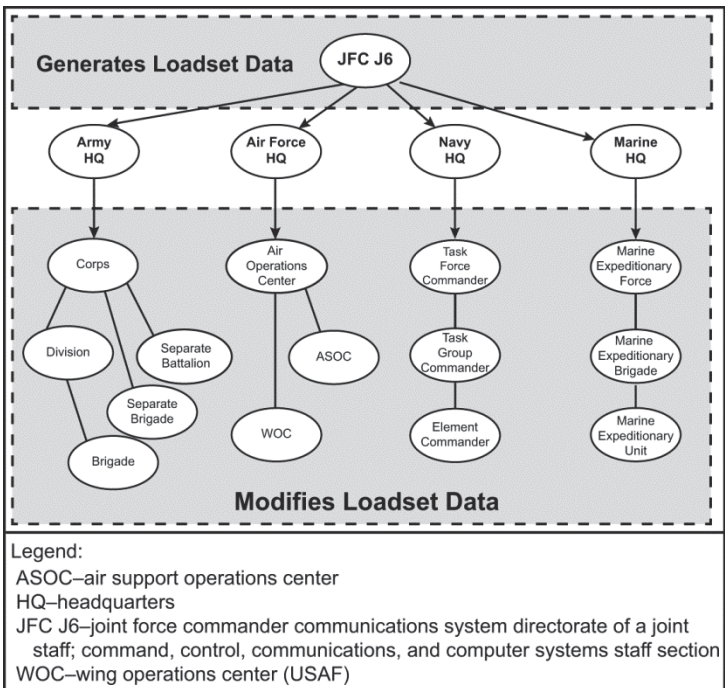 Generates Loadset Data
JFC J6
Army
HQ
Air Force
HQ
Navy
HQ
Marine
HQ
Corps
Air
Operations
Center
Task
Force
Commander
Marine
Expeditionary
Force
Division
Separate
Battalion
ASOC
Task
Group
Commander
Marine
Expeditionary
Brigade
Separate
Brigade
Brigade
WOC
Element
Commander
Marine
Expeditionary
Unit
Modifies Loadset Data
Legend:
ASOC–air support operations center
HQ–headquarters
JFC J6–joint force commander communications system directorate of a joint
staff; command, control, communications, and computer systems staff section
WOC–wing operations center (USAF)